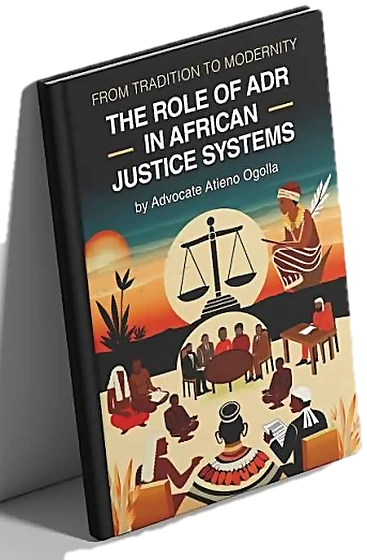 FROM TRADITION TO MODERNITY
THE ROLE OF ADR
IN AFRICAN
JUSTICE SYSTEMS
by Advocate Atieno Ogolla